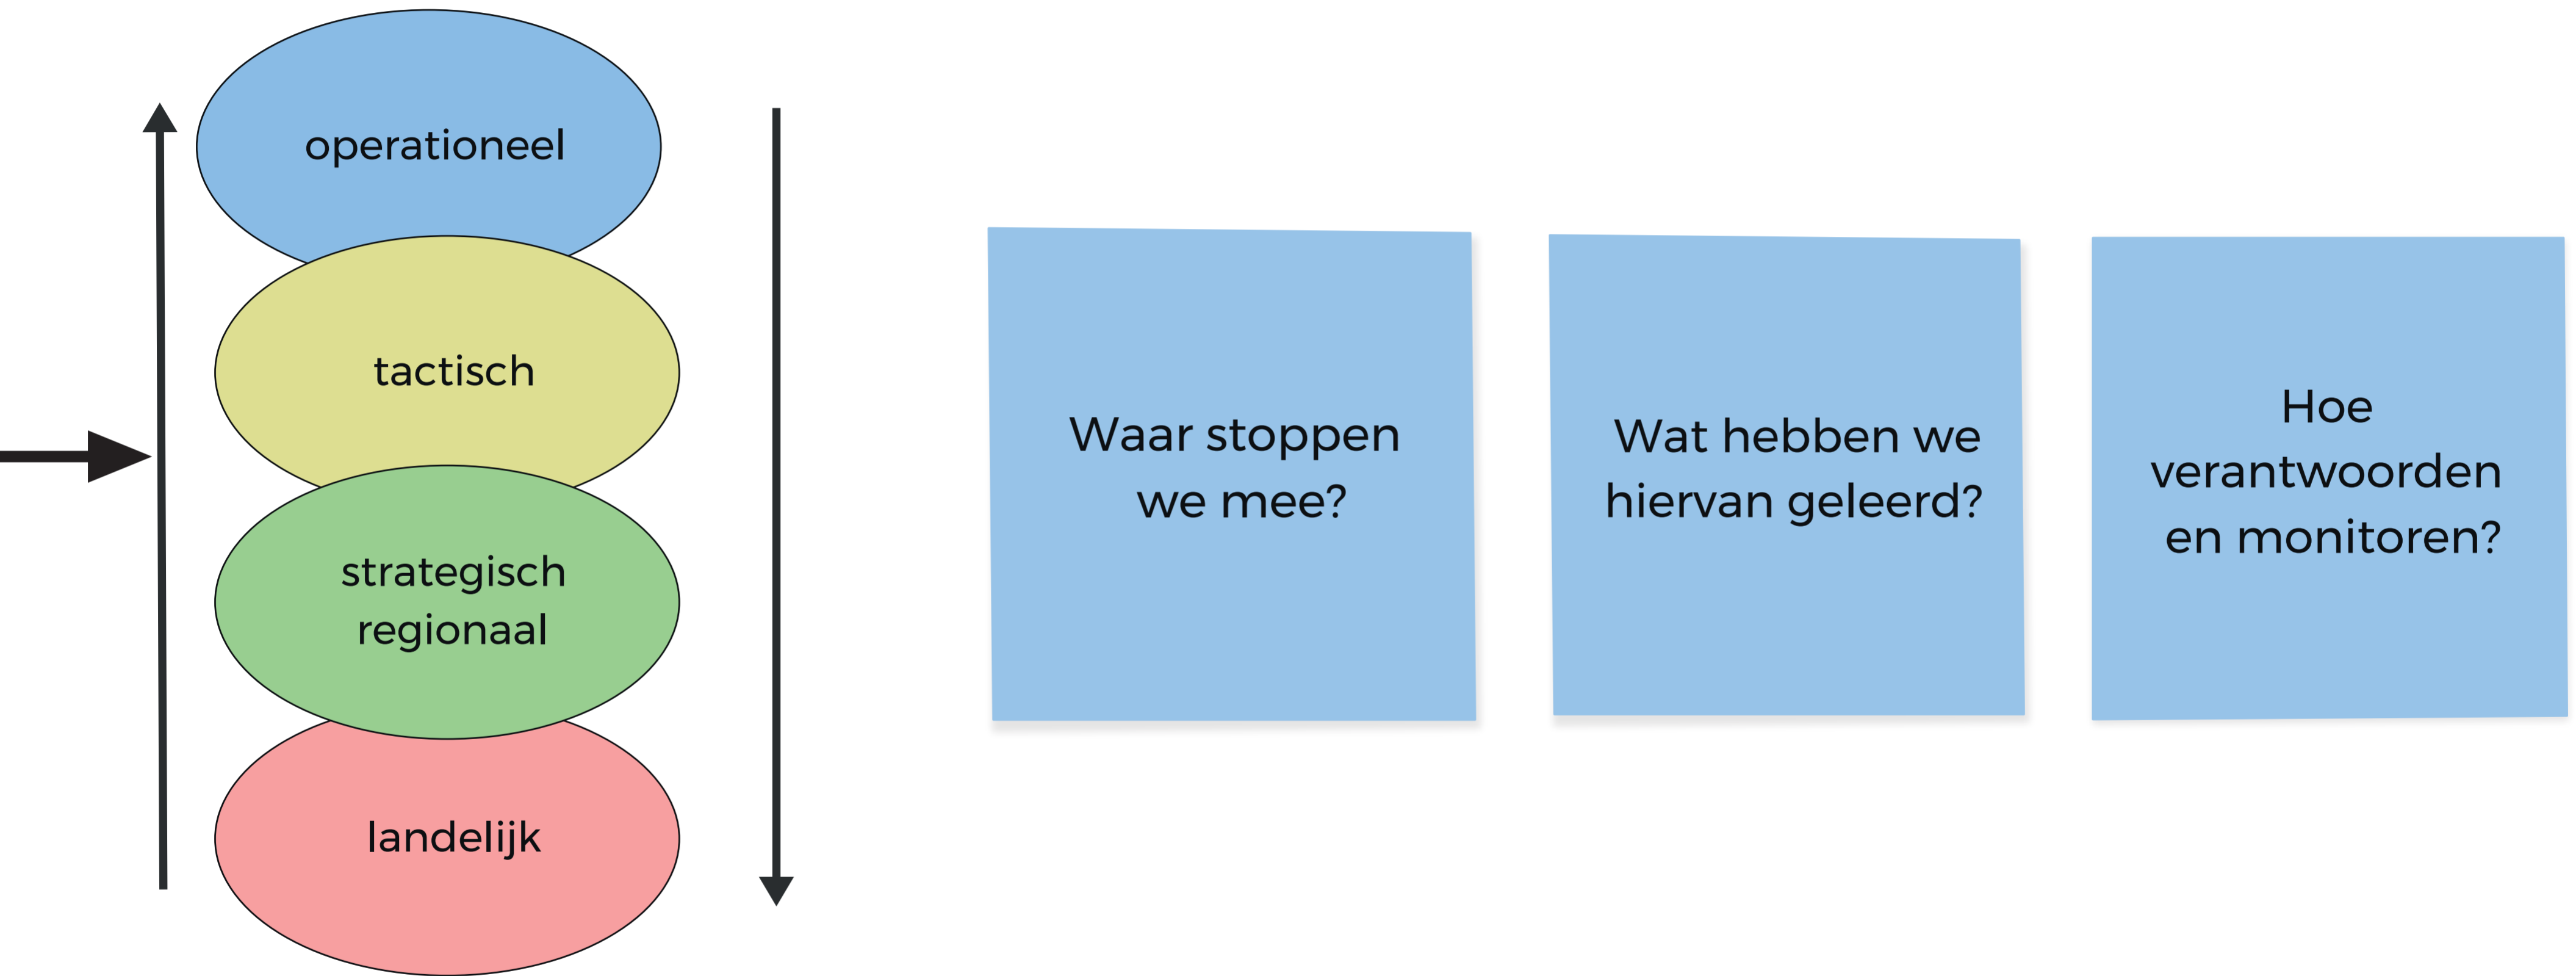 operationeel
tactisch
strategisch
regionaal
landelijk
Waar stoppen
we mee?
Wat hebben we
hiervan geleerd?
Hoe
verantwoorden
en monitoren?